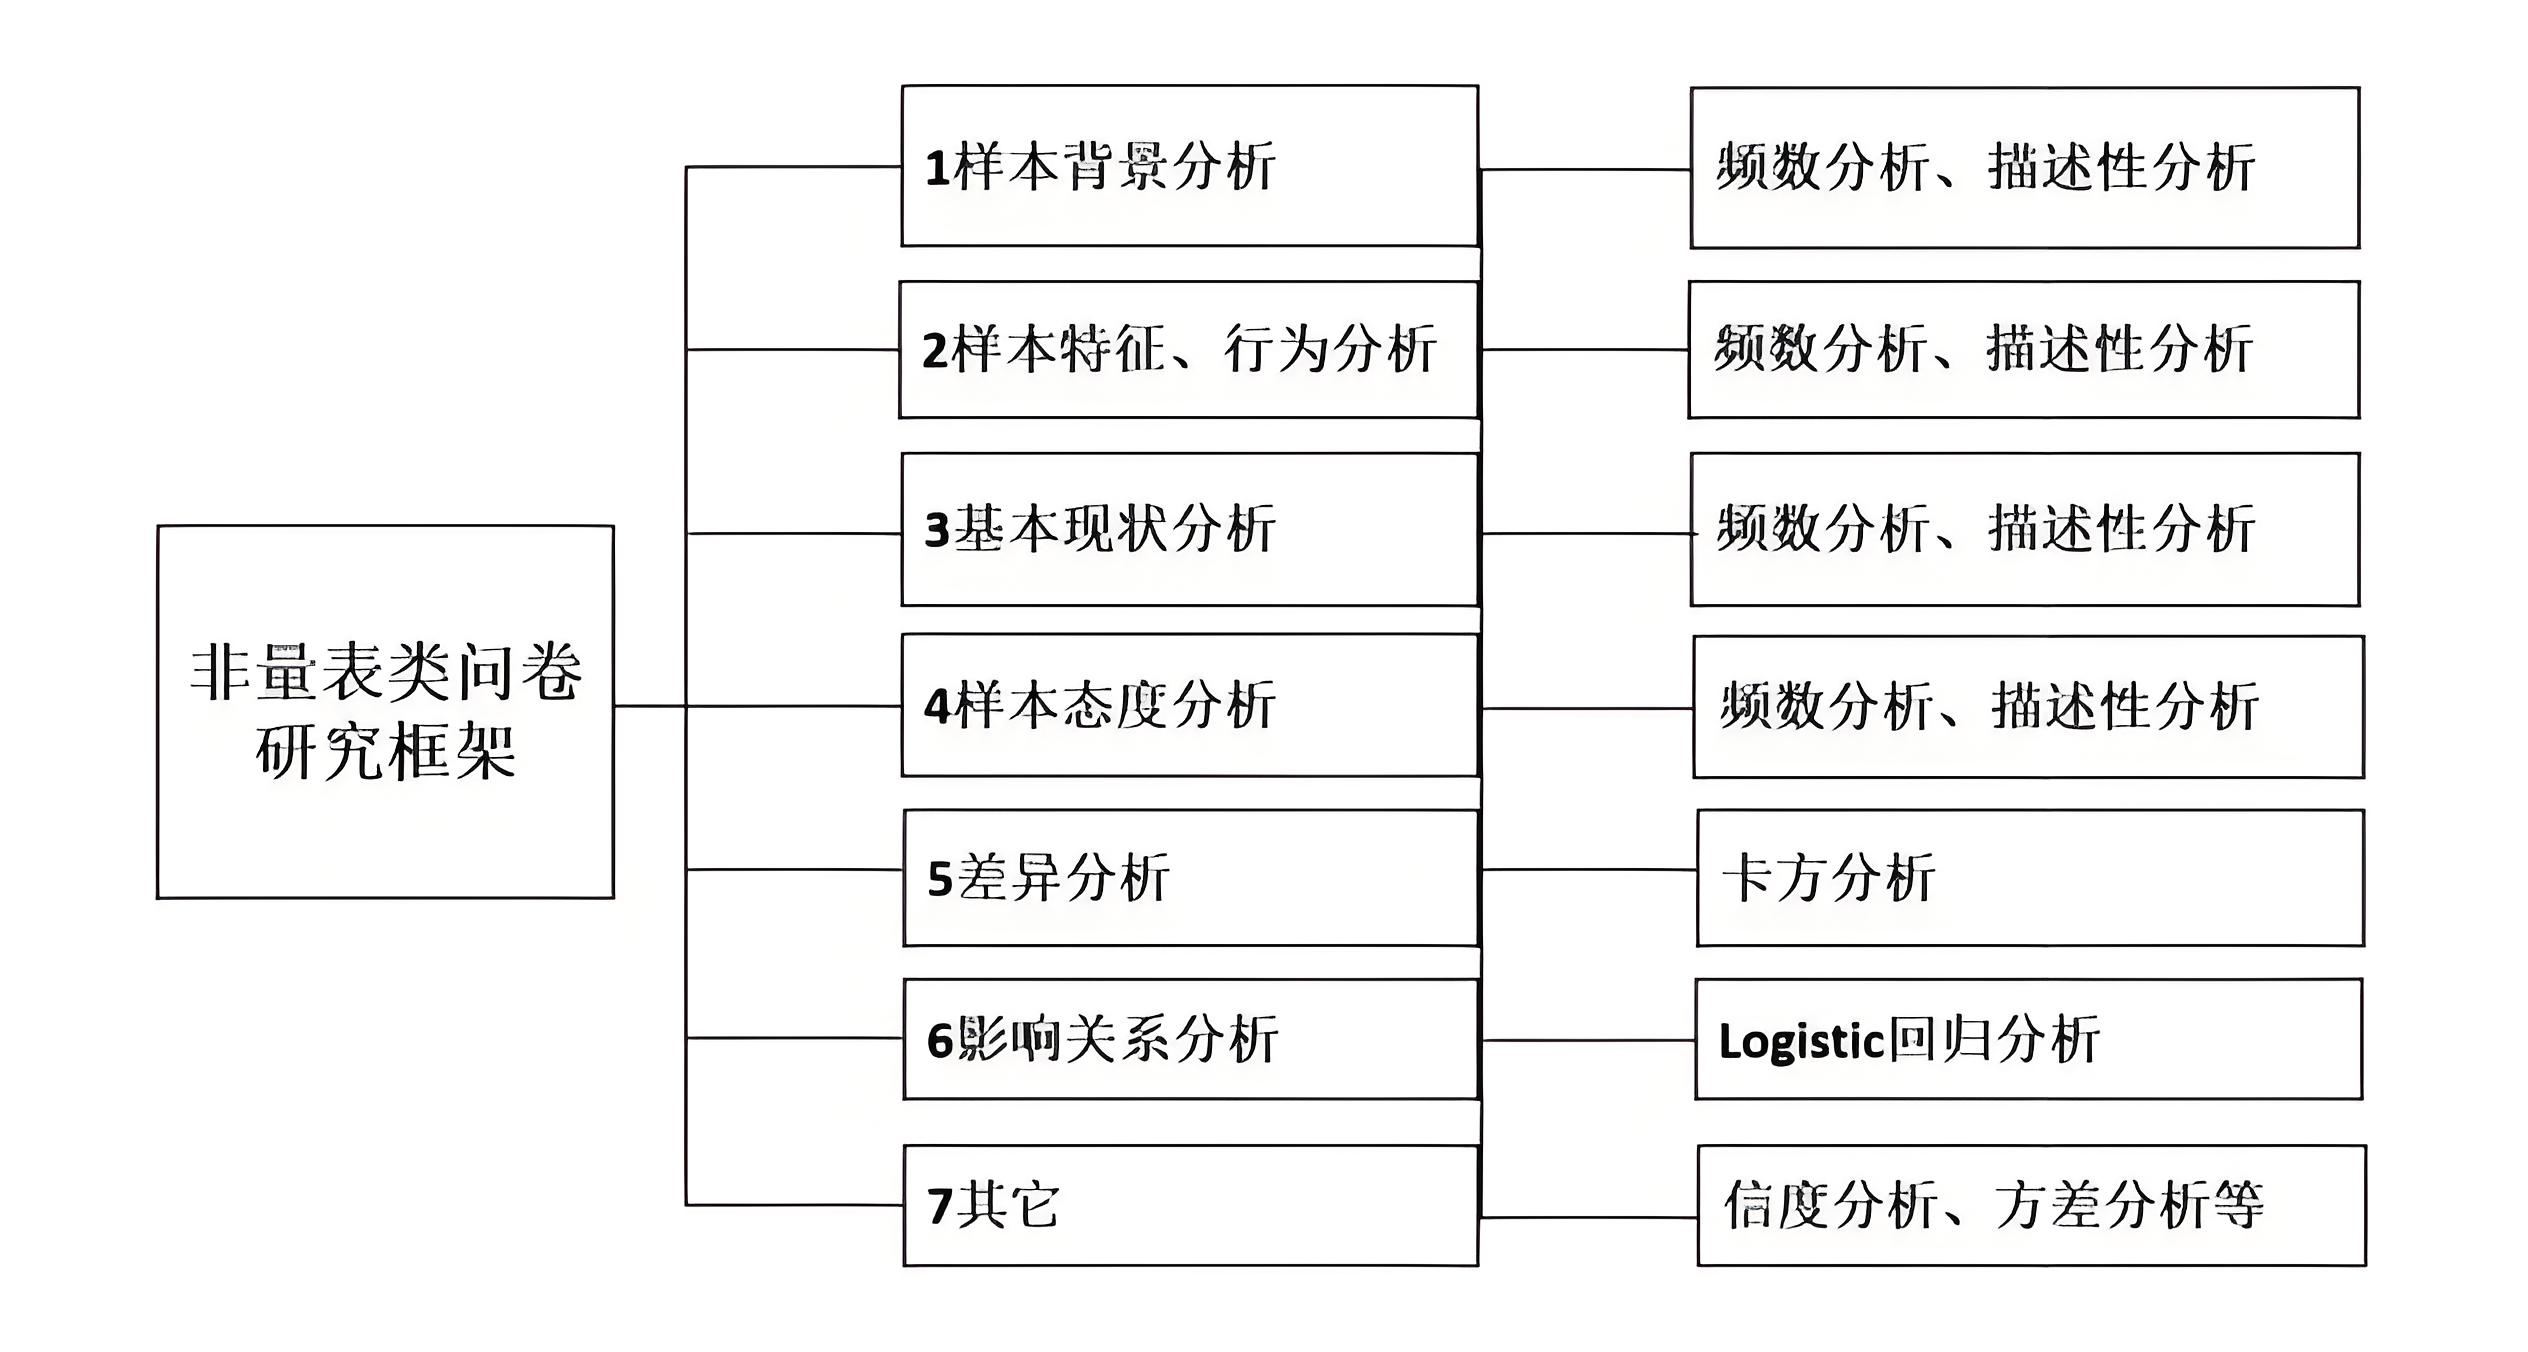 非量表类问卷
研究框架
1样本背景分析
频数分析、描述性分析
2样本特征、行为分析
频数分析、描述性分析
3基本现状分析
频数分析、描述性分析
4样本态度分析
频数分析、描述性分析
5差异分析
卡方分析
6影响关系分析
Logistic回归分析
7其它
信度分析、方差分析等